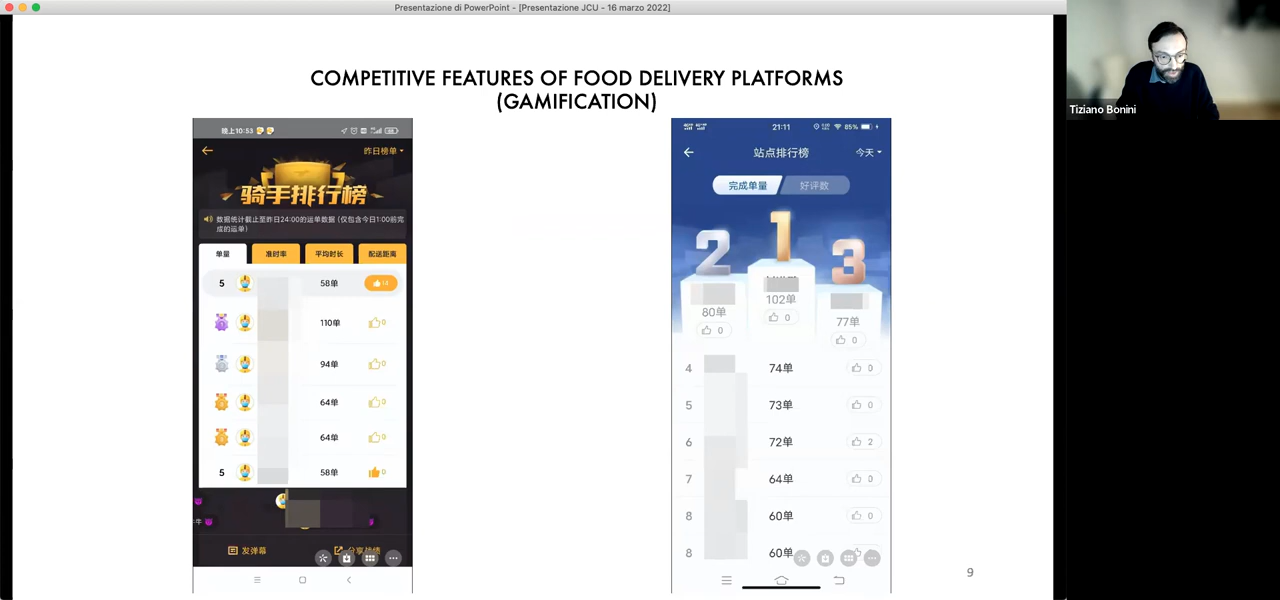 Presentazione di PowerPoint - [Presentazione JCU - 16 marzo 2022]
COMPETITIVE FEATURES OF FOOD DELIVERY PLATFORMS
(GAMIFICATION)
晚上10:53
昨日榜单
骑手排行榜
数据统计截止至昨日24:00的运单数据 (仅包含今日1:00前完
成的运单)
单量 准时率 平均时长 配送距离
5 58单 14
110单 0
94单 0
64单 0
64单 0
5 58单 0
发弹幕
21:11 85%
站点排行榜 今天
完成单量 好评数
2 1 3
102单
0
80单
0
77单
0
4 74单 0
5 73单 0
6 72单 2
7 64单 0
8 60单 0
8 60单
9
Tiziano Bonini